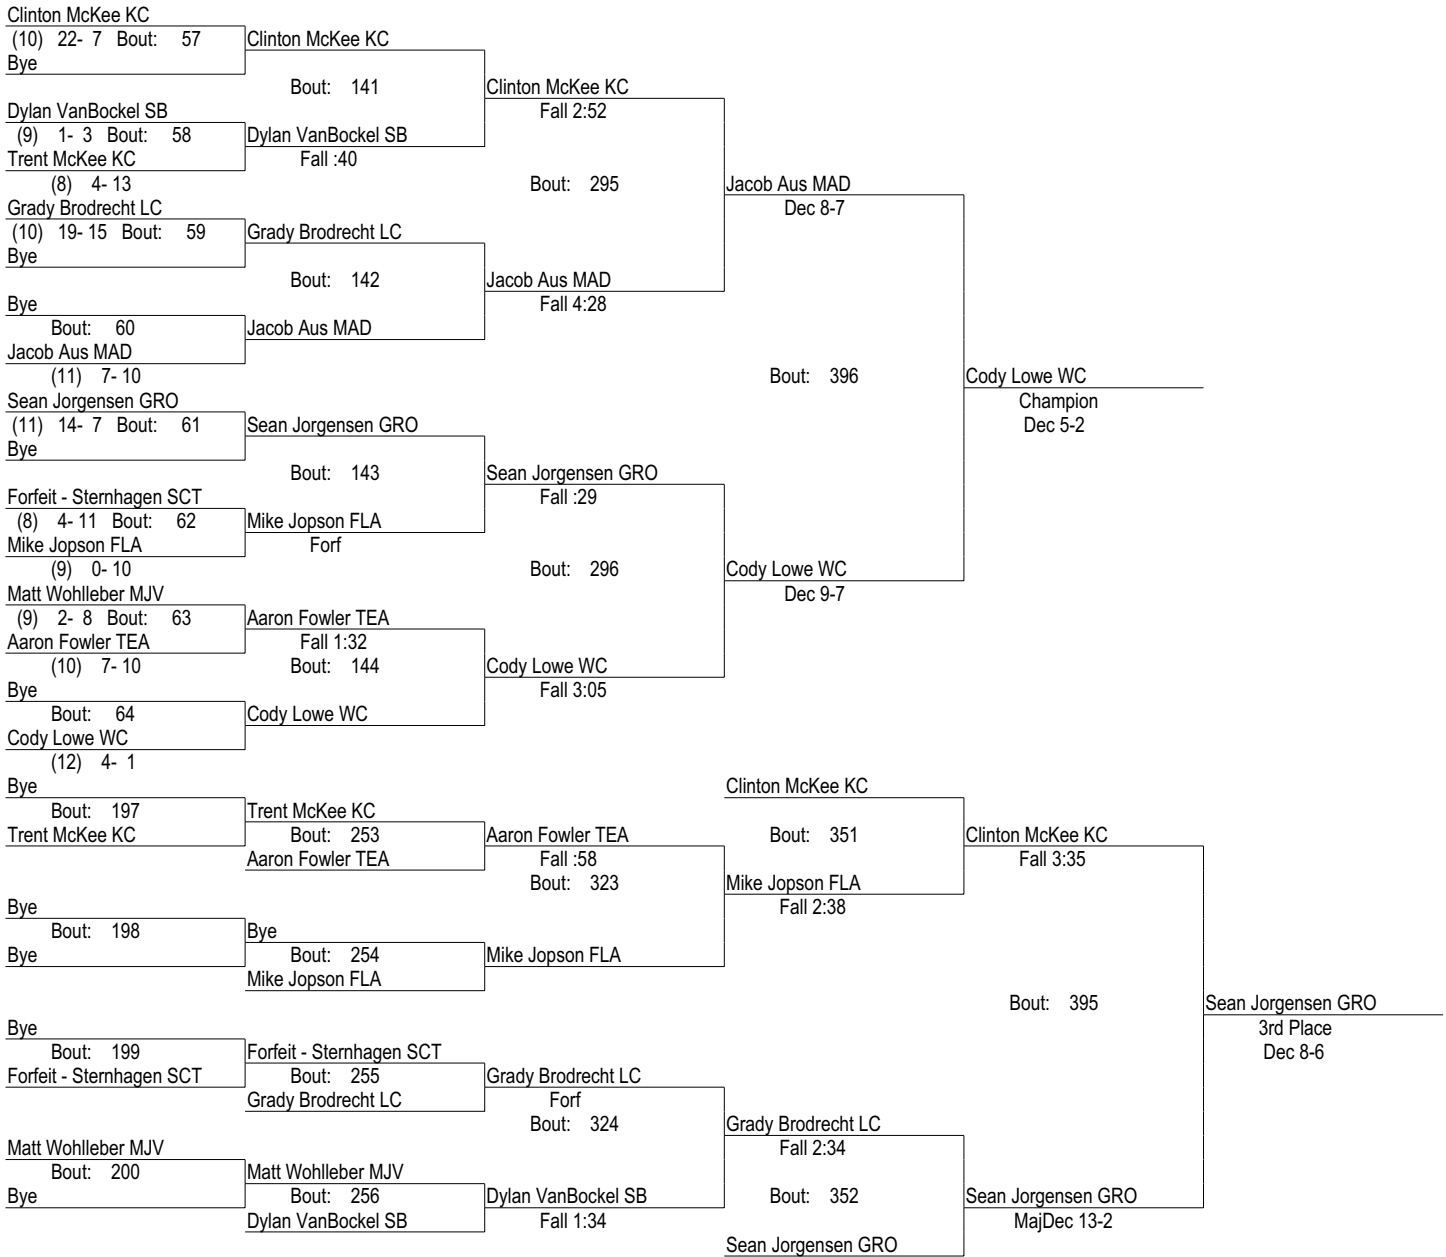 Clinton McKee KC
(10) 22- 7 Bout: 57 Clinton McKee KC
Bye
Bout: 141 Clinton McKee KC
Dylan VanBockel SB Fall 2:52
(9) 1- 3 Bout: 58 Dylan VanBockel SB
Trent McKee KC Fall :40
(8) 4- 13 Bout: 295 Jacob Aus MAD
Grady Brodrecht LC Dec 8-7
(10) 19- 15 Bout: 59 Grady Brodrecht LC
Bye
Bout: 142 Jacob Aus MAD
Bye Fall 4:28
Bout: 60 Jacob Aus MAD
Jacob Aus MAD
(11) 7- 10 Bout: 396 Cody Lowe WC
Sean Jorgensen GRO Champion
(11) 14- 7 Bout: 61 Sean Jorgensen GRO Dec 5-2
Bye
Bout: 143 Sean Jorgensen GRO
Forfeit - Sternhagen SCT Fall :29
(8) 4- 11 Bout: 62 Mike Jopson FLA
Mike Jopson FLA Forf
(9) 0- 10 Bout: 296 Cody Lowe WC
Matt Wohlleber MJV Dec 9-7
(9) 2- 8 Bout: 63 Aaron Fowler TEA
Aaron Fowler TEA Fall 1:32
(10) 7- 10 Bout: 144 Cody Lowe WC
Bye Fall 3:05
Bout: 64 Cody Lowe WC
Cody Lowe WC
(12) 4- 1
Bye Clinton McKee KC
Bout: 197 Trent McKee KC
Trent McKee KC Bout: 253 Aaron Fowler TEA Bout: 351 Clinton McKee KC
Aaron Fowler TEA Fall :58 Fall 3:35
Bout: 323 Mike Jopson FLA
Bye Fall 2:38
Bout: 198 Bye
Bye Bout: 254 Mike Jopson FLA
Mike Jopson FLA
Bout: 395 Sean Jorgensen GRO
Bye 3rd Place
Bout: 199 Forfeit - Sternhagen SCT Dec 8-6
Forfeit - Sternhagen SCT Bout: 255 Grady Brodrecht LC
Grady Brodrecht LC Forf
Bout: 324 Grady Brodrecht LC
Matt Wohlleber MJV Fall 2:34
Bout: 200 Matt Wohlleber MJV
Bye Bout: 256 Dylan VanBockel SB Bout: 352 Sean Jorgensen GRO
Dylan VanBockel SB Fall 1:34 MajDec 13-2
Sean Jorgensen GRO